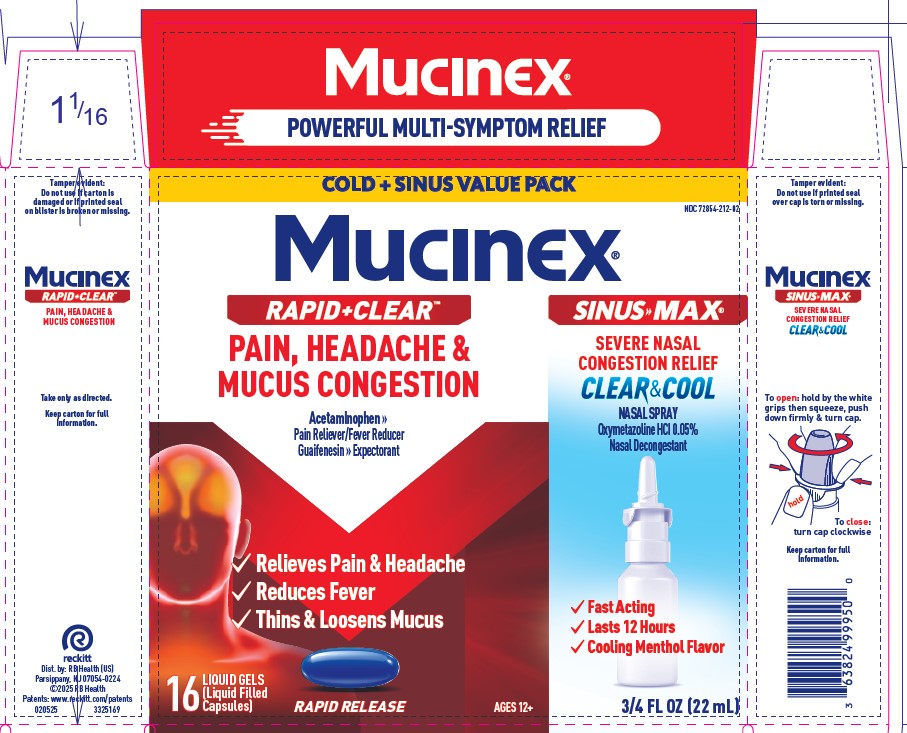 Mucinex®
POWERFUL MULTI-SYMPTOM RELIEF
1 1/16
COLD + SINUS VALUE PACK
NDC 72854-212-02
Mucinex®
RAPID+CLEAR™
PAIN, HEADACHE &
MUCUS CONGESTION
Acetaminophen »
Pain Reliever/Fever Reducer
Guaifenesin » Expectorant
✓ Relieves Pain & Headache
✓ Reduces Fever
✓ Thins & Loosens Mucus
16 LIQUID GELS
(Liquid Filled
Capsules)
RAPID RELEASE
AGES 12+
SINUS»MAX®
SEVERE NASAL
CONGESTION RELIEF
CLEAR&COOL
NASAL SPRAY
Oxymetazoline HCl 0.05%
Nasal Decongestant
✓ Fast Acting
✓ Lasts 12 Hours
✓ Cooling Menthol Flavor
3/4 FL OZ (22 mL)
Tamper evident:
Do not use if carton is
damaged or if printed seal
on blister is broken or missing.
Mucinex®
RAPID+CLEAR™
PAIN, HEADACHE &
MUCUS CONGESTION
Take only as directed.
Keep carton for full
information.
reckitt
Dist. by: RB Health (US)
Parsippany, NJ 07054-0224
©2025 RB Health
Patents: www.reckitt.com/patents
020525 3325169
Tamper evident:
Do not use if printed seal
over cap is torn or missing.
Mucinex®
SINUS»MAX®
SEVERE NASAL
CONGESTION RELIEF
CLEAR&COOL
To open: hold by the white
grips then squeeze, push
down firmly & turn cap.
hold
To close:
turn cap clockwise
Keep carton for full
information.
3 63824 99950 0